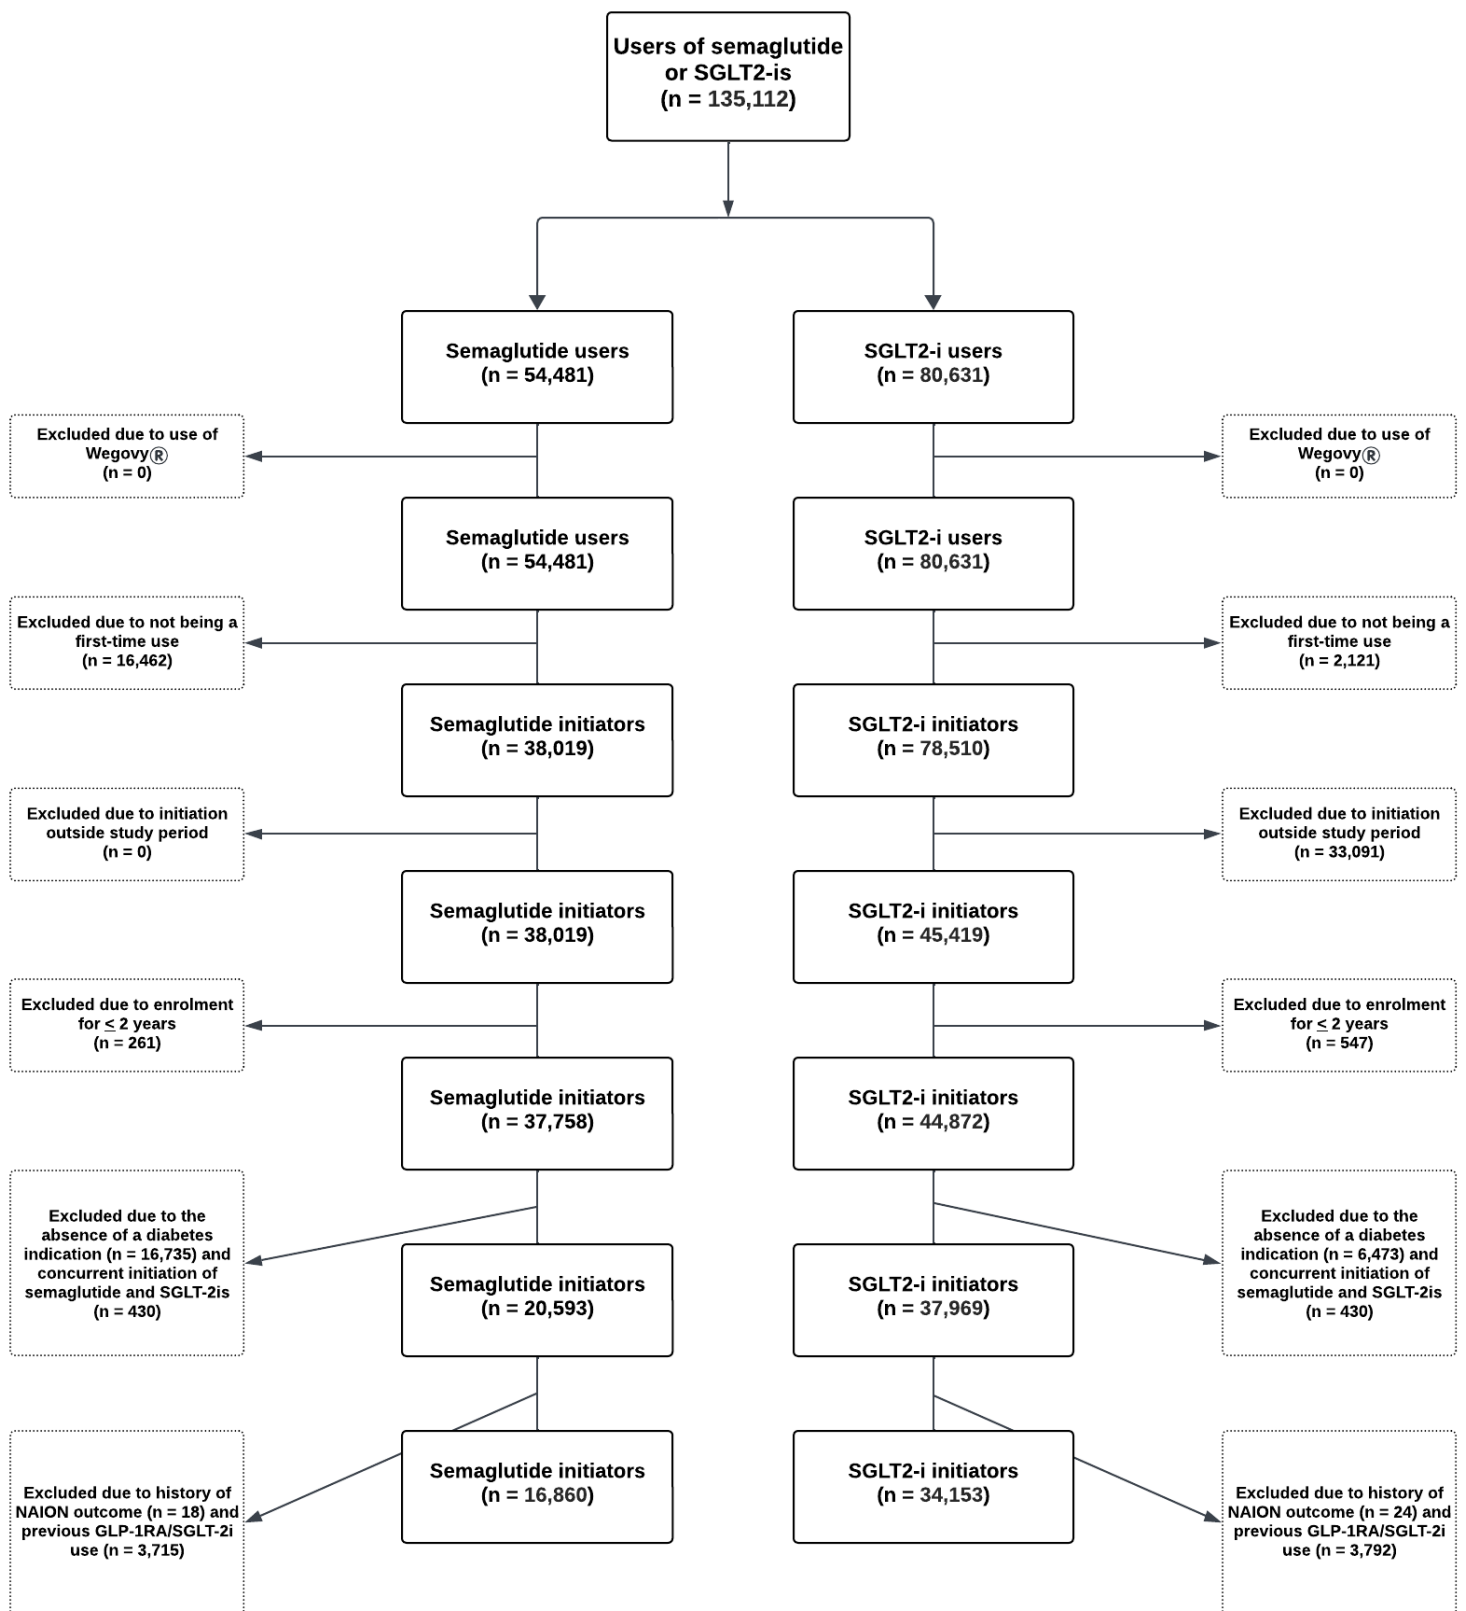 Users of semaglutide
or SGLT2-is
(n = 135,112)
Semaglutide users
(n = 54,481)
SGLT2-i users
(n = 80,631)
Excluded due to use of
Wegovy®
(n = 0)
Excluded due to use of
Wegovy®
(n = 0)
Semaglutide users
(n = 54,481)
SGLT2-i users
(n = 80,631)
Excluded due to not being a
first-time use
(n = 16,462)
Excluded due to not being a
first-time use
(n = 2,121)
Semaglutide initiators
(n = 38,019)
SGLT2-i initiators
(n = 78,510)
Excluded due to initiation
outside study period
(n = 0)
Excluded due to initiation
outside study period
(n = 33,091)
Semaglutide initiators
(n = 38,019)
SGLT2-i initiators
(n = 45,419)
Excluded due to enrolment
for ≤ 2 years
(n = 261)
Excluded due to enrolment
for ≤ 2 years
(n = 547)
Semaglutide initiators
(n = 37,758)
SGLT2-i initiators
(n = 44,872)
Excluded due to the
absence of a diabetes
indication (n = 16,735) and
concurrent initiation of
semaglutide and SGLT-2is
(n = 430)
Excluded due to the
absence of a diabetes
indication (n = 6,473) and
concurrent initiation of
semaglutide and SGLT-2is
(n = 430)
Semaglutide initiators
(n = 20,593)
SGLT2-i initiators
(n = 37,969)
Excluded due to history of
NAION outcome (n = 18) and
previous GLP-1RA/SGLT-2i
use (n = 3,715)
Semaglutide initiators
(n = 16,860)
SGLT2-i initiators
(n = 34,153)
Excluded due to history of
NAION outcome (n = 24) and
previous GLP-1RA/SGLT-2i
use (n = 3,792)